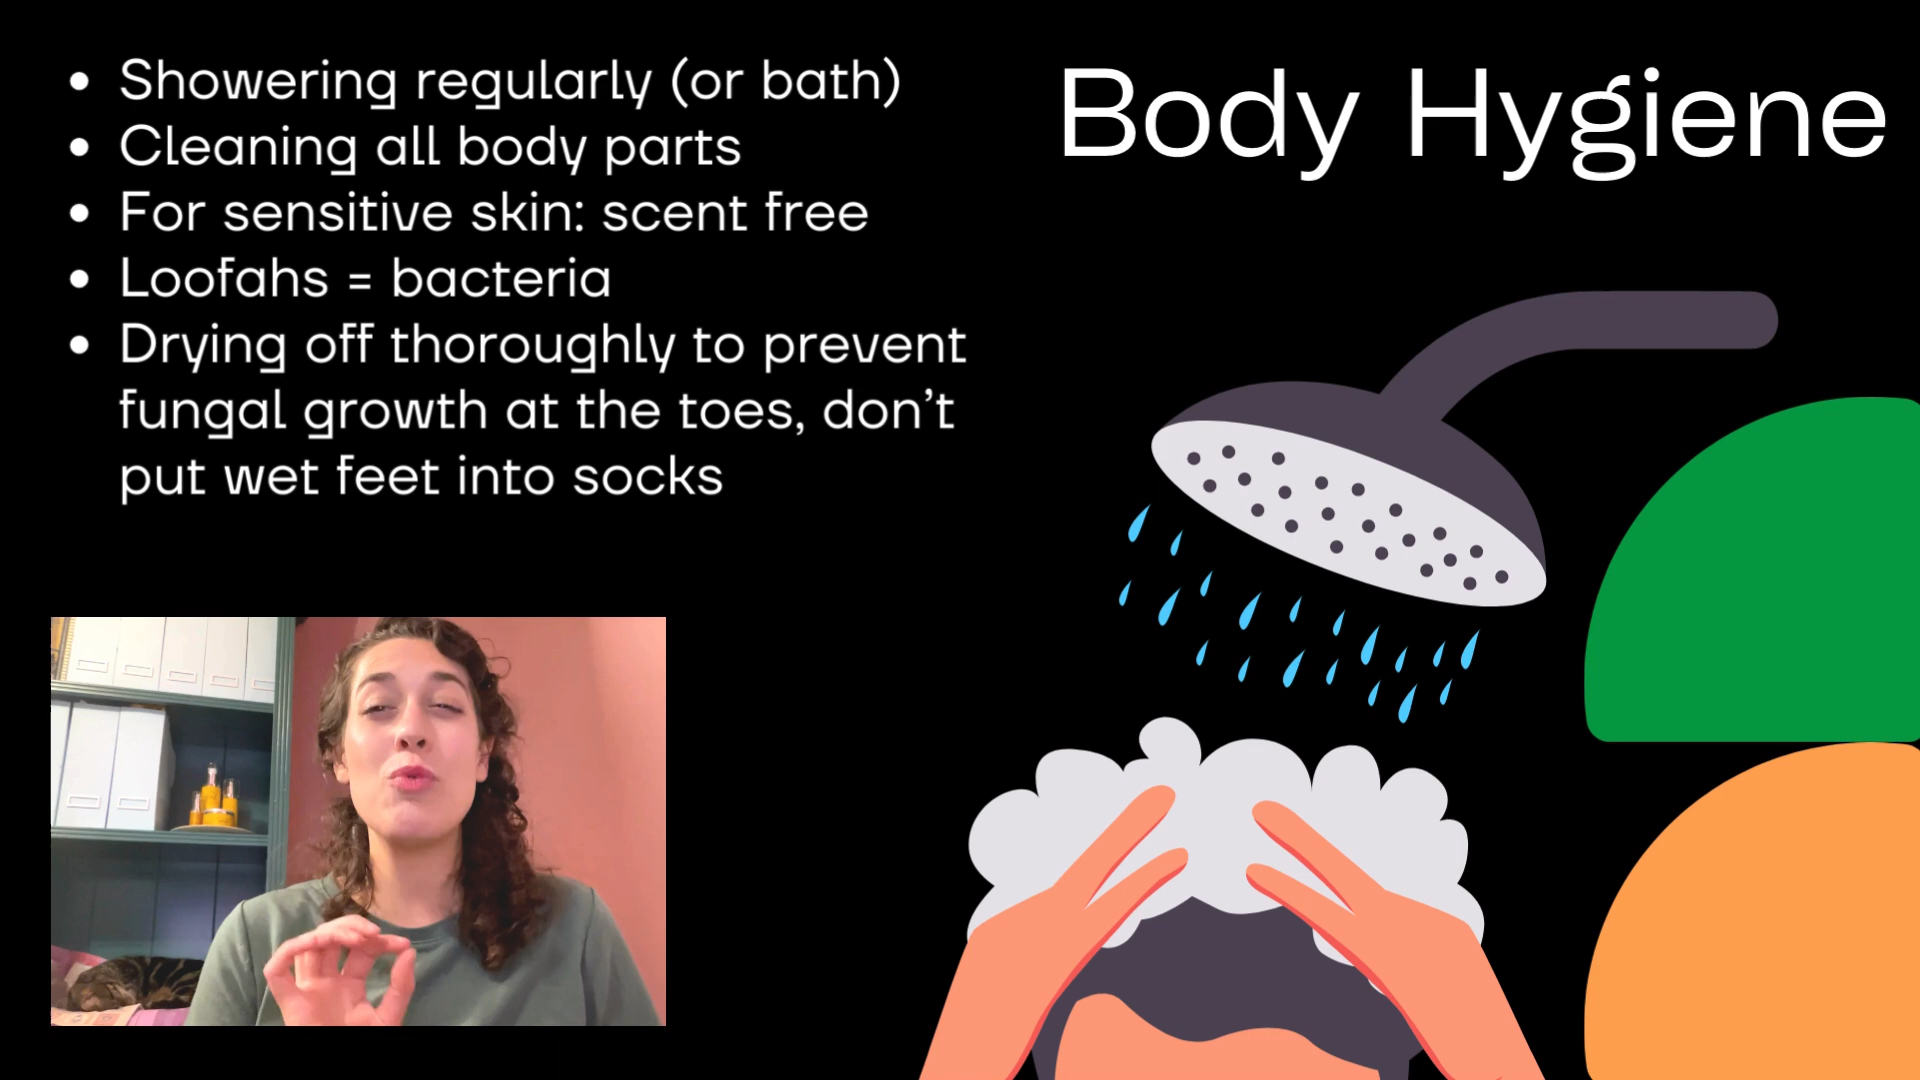 Body Hygiene
• Showering regularly (or bath)
• Cleaning all body parts
• For sensitive skin: scent free
• Loofahs = bacteria
• Drying off thoroughly to prevent
fungal growth at the toes, don’t
put wet feet into socks